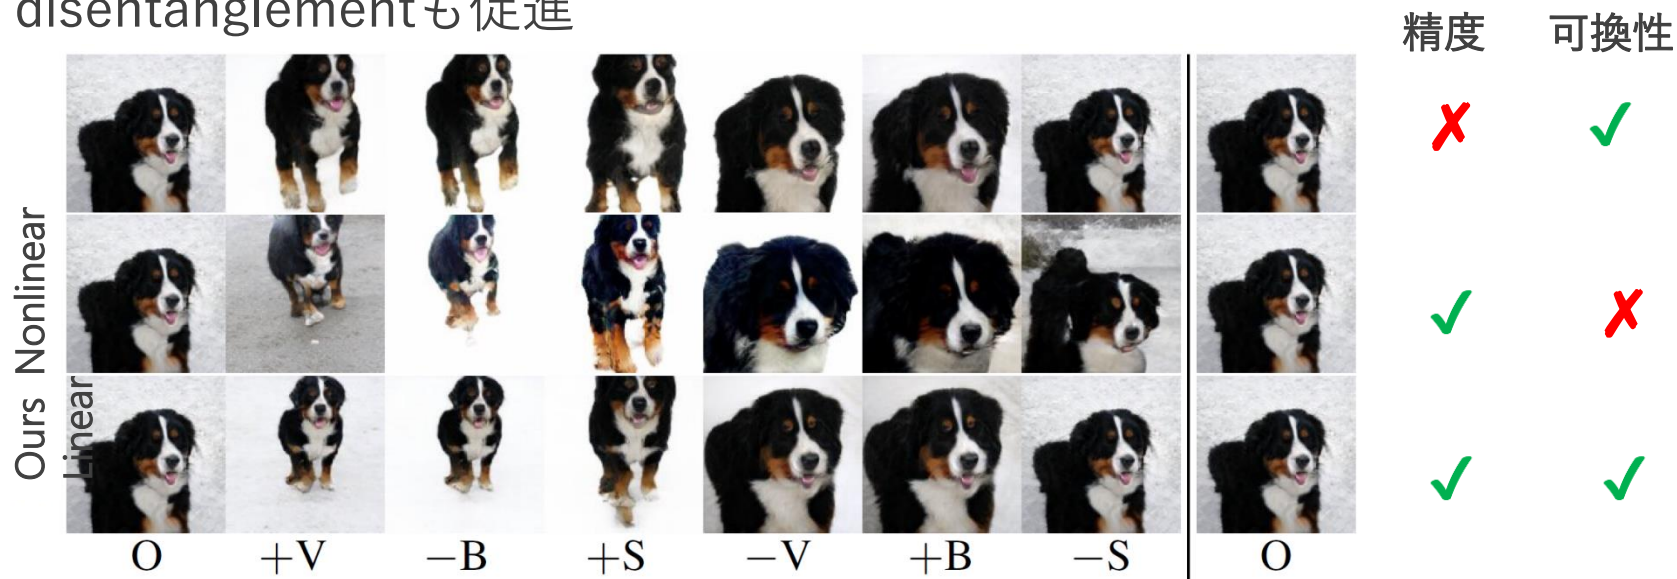 disentanglementも促進
精度 可換性
✗ ✓
Nonlinear
✓ ✗
Linear
Ours
✓ ✓
O +V −B +S −V +B −S O